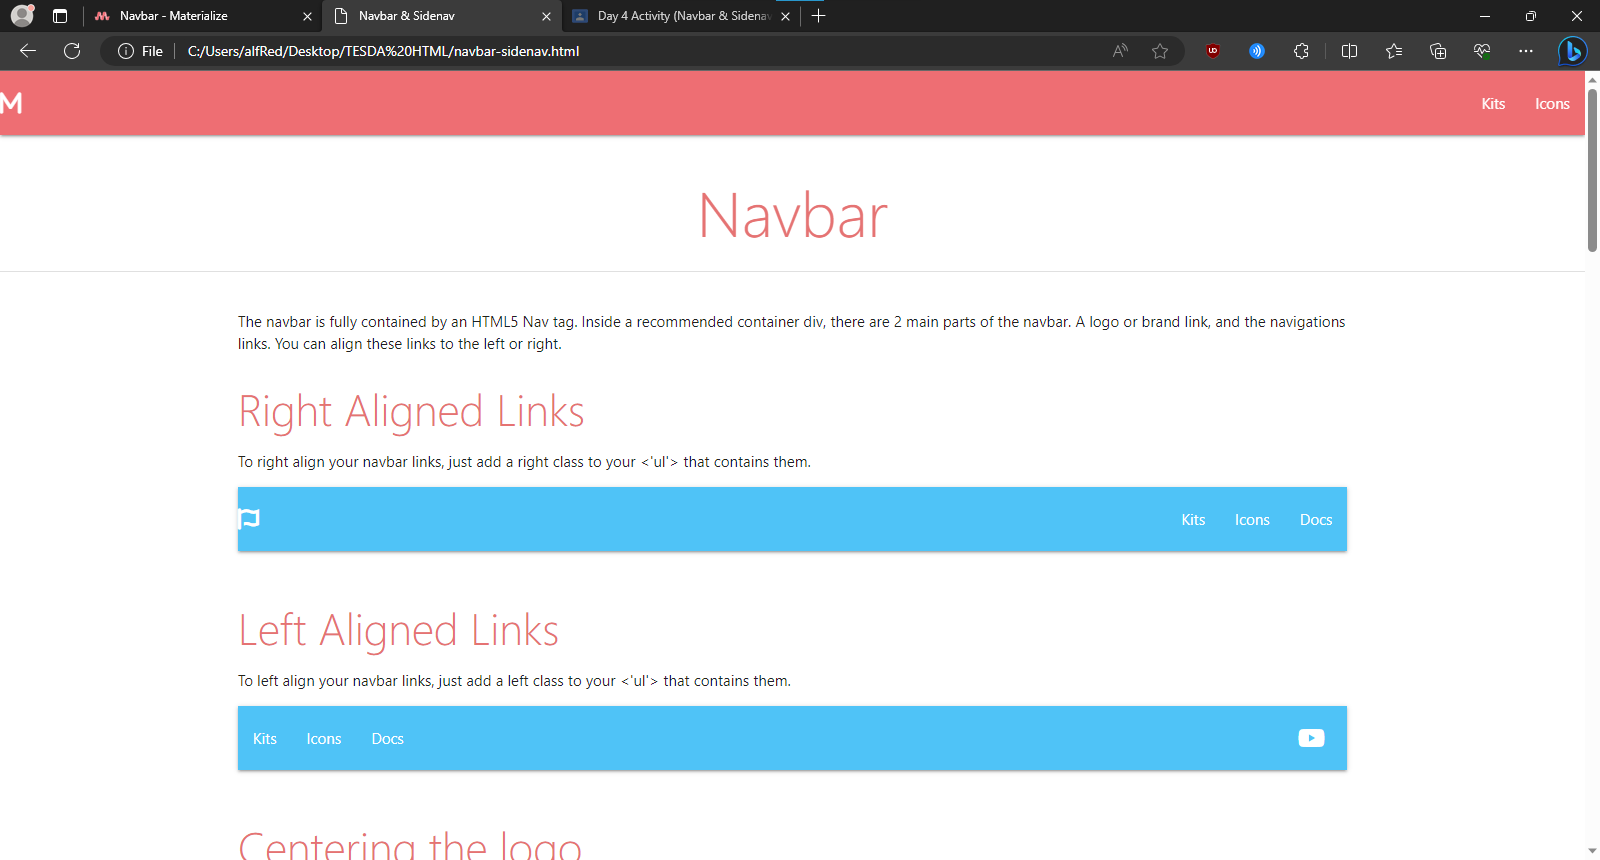 Navbar - Materialize
Navbar & Sidenav
Day 4 Activity (Navbar & Sidenav
File
C:/Users/alfRed/Desktop/TESDA%20HTML/navbar-sidenav.html
M
Kits
Icons
Navbar
The navbar is fully contained by an HTML5 Nav tag. Inside a recommended container div, there are 2 main parts of the navbar. A logo or brand link, and the navigations
links. You can align these links to the left or right.
Right Aligned Links
To right align your navbar links, just add a right class to your <'ul'> that contains them.
Kits
Icons
Docs
Left Aligned Links
To left align your navbar links, just add a left class to your <'ul'> that contains them.
Kits
Icons
Docs
Centering the logo